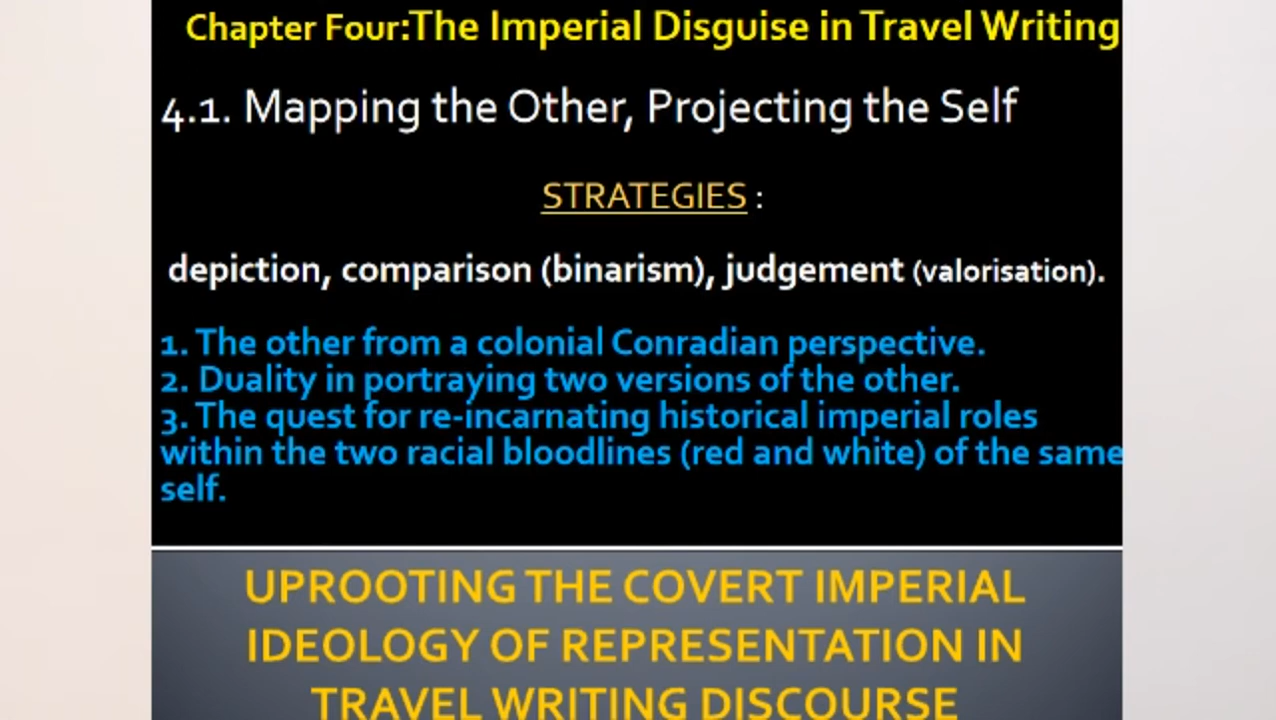 Chapter Four:The Imperial Disguise in Travel Writing
4.1. Mapping the Other, Projecting the Self
STRATEGIES :
depiction, comparison (binarism), judgement (valorisation).
1. The other from a colonial Conradian perspective.
2. Duality in portraying two versions of the other.
3. The quest for re-incarnating historical imperial roles
within the two racial bloodlines (red and white) of the same
self.
UPROOTING THE COVERT IMPERIAL
IDEOLOGY OF REPRESENTATION IN
TRAVEL WRITING DISCOURSE